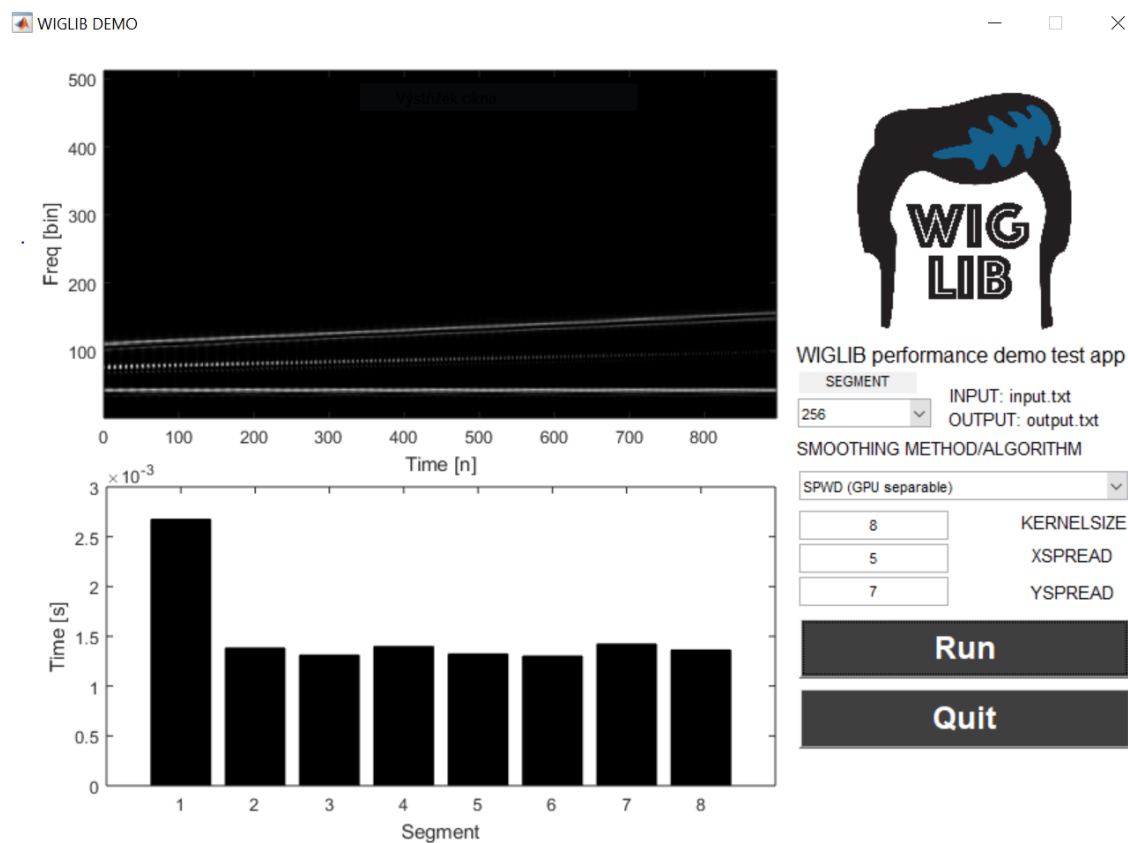 WIGLIB DEMO
500
400
300
200
100
Freq [bin]
Výstřižek okna
0 100 200 300 400 500 600 700 800
Time [n]
×10-3
3
2.5
2
1.5
1
0.5
0
Time [s]
1 2 3 4 5 6 7 8
Segment
WIG
LIB
WIGLIB performance demo test app
SEGMENT
256
INPUT: input.txt
OUTPUT: output.txt
SMOOTHING METHOD/ALGORITHM
SPWD (GPU separable)
8 KERNELSIZE
5 XSPREAD
7 YSPREAD
Run
Quit